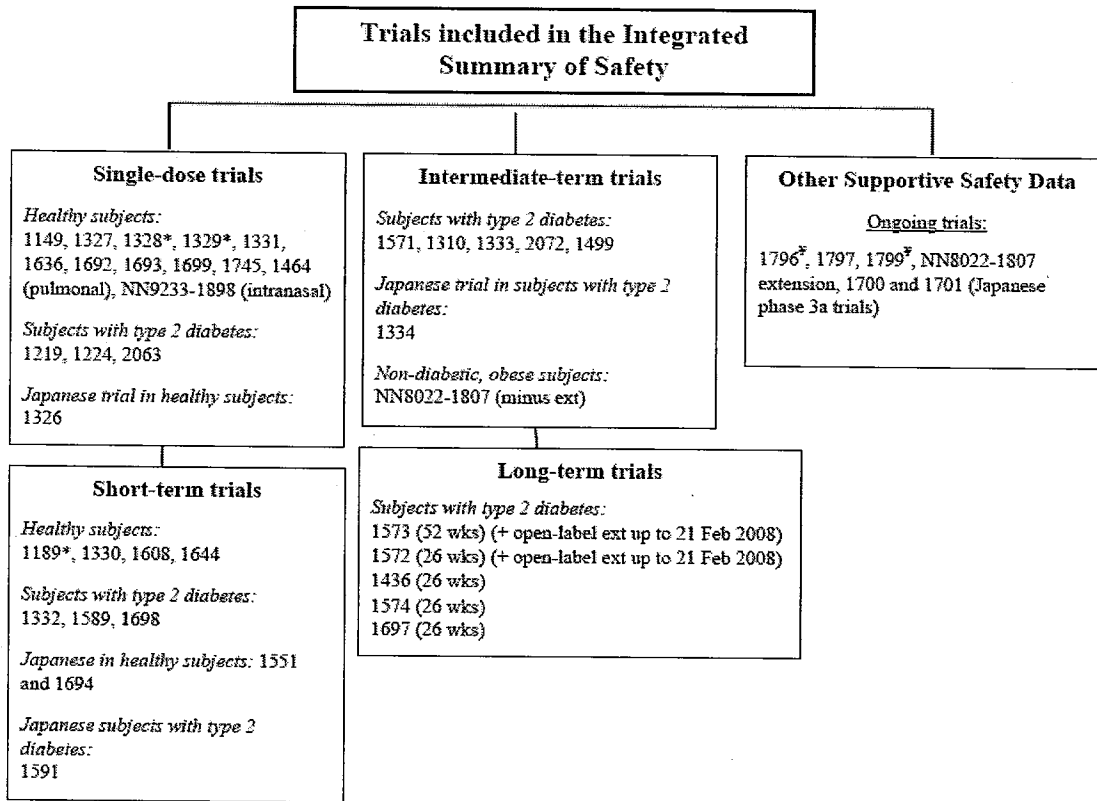 Trials included in the Integrated
Summary of Safety
Single-dose trials
Healthy subjects:
1149, 1327, 1328*, 1329*, 1331,
1636, 1692, 1693, 1699, 1745, 1464
(pulmonal), NN9233-1898 (intranasal)
Subjects with type 2 diabetes:
1219, 1224, 2063
Japanese trial in healthy subjects:
1326
Short-term trials
Healthy subjects:
1189*, 1330, 1608, 1644
Subjects with type 2 diabetes:
1332, 1589, 1698
Japanese in healthy subjects: 1551
and 1694
Japanese subjects with type 2
diabetes:
1591
Intermediate-term trials
Subjects with type 2 diabetes:
1571, 1310, 1333, 2072, 1499
Japanese trial in subjects with type 2
diabetes:
1334
Non-diabetic, obese subjects:
NN8022-1807 (minus ext)
Long-term trials
Subjects with type 2 diabetes:
1573 (52 wks) (+ open-label ext up to 21 Feb 2008)
1572 (26 wks) (+ open-label ext up to 21 Feb 2008)
1436 (26 wks)
1574 (26 wks)
1697 (26 wks)
Other Supportive Safety Data
Ongoing trials:
1796¥, 1797, 1799¥, NN8022-1807
extension, 1700 and 1701 (Japanese
phase 3a trials)